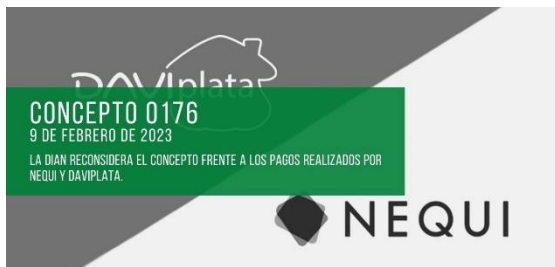 DAVIplata
CONCEPTO 0176
9 DE FEBRERO DE 2023
LA DIAN RECONSIDERA EL CONCEPTO FRENTE A LOS PAGOS REALIZADOS POR
NEQUI Y DAVIPLATA.
NEQUI